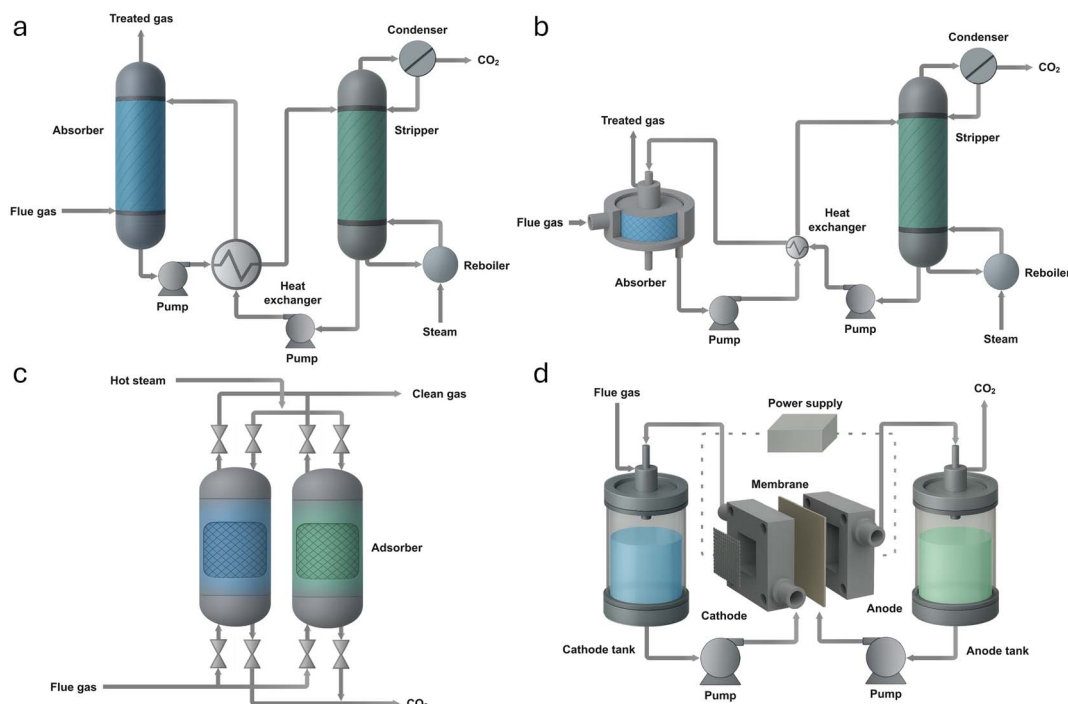 a
Treated gas
Condenser
CO₂
Absorber
Stripper
Flue gas
Reboiler
Heat
exchanger
Pump
Pump
Steam
b
Condenser
CO₂
Treated gas
Stripper
Flue gas
Heat
exchanger
Absorber
Reboiler
Pump
Pump
Steam
c
Hot steam
Clean gas
Adsorber
Flue gas
CO₂
d
Flue gas
CO₂
Power supply
Membrane
Cathode
Anode
Cathode tank
Anode tank
Pump
Pump